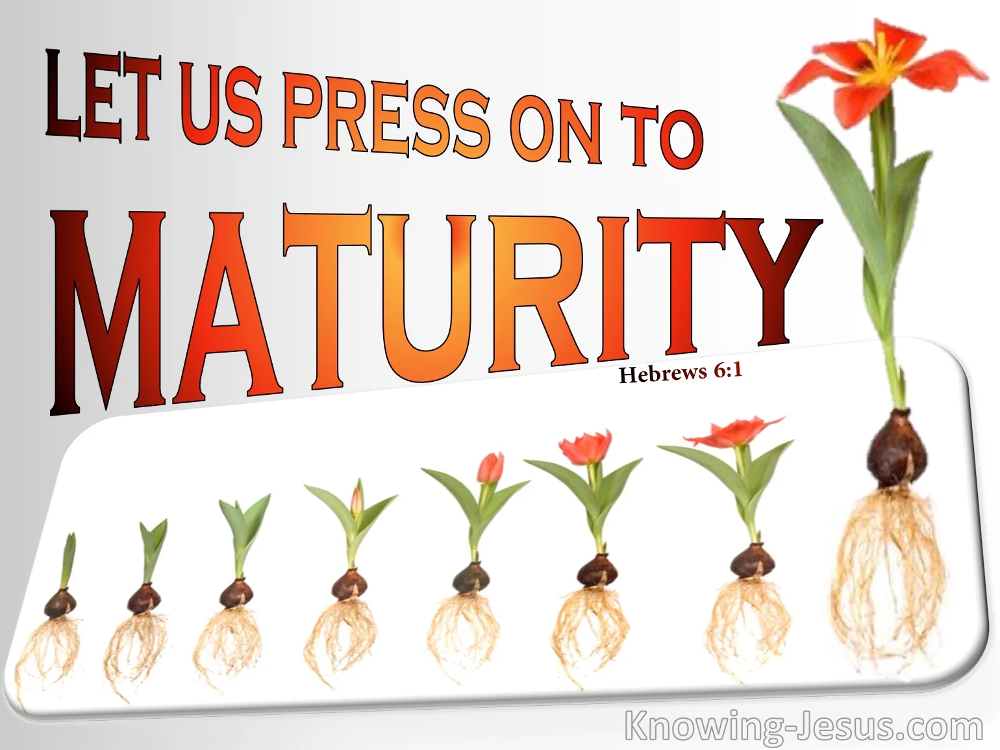 LET US PRESS ON TO
MATURITY
Hebrews 6:1
Knowing-Jesus.com